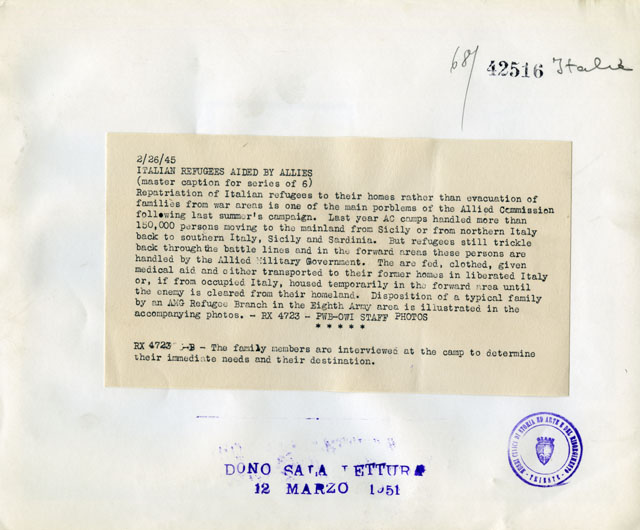 68/ 42516 Italia
2/26/45
ITALIAN REFUGEES AIDED BY ALLIES
(master caption for series of 6)
Repatriation of Italian refugees to their homes rather than evacuation of
families from war areas is one of the main porblems of the Allied Commission
following last summer's campaign. Last year AC camps handled more than
150,000 persons moving to the mainland from Sicily or from northern Italy
back to southern Italy, Sicily and Sardinia. But refugees still trickle
back through the battle lines and in the forward areas these persons are
handled by the Allied Military Government. The are fed, clothed, given
medical aid and either transported to their former homes in liberated Italy
or, if from occupied Italy, housed temporarily in the forward area until
the enemy is cleared from their homeland. Disposition of a typical family
by an AMG Refugee Branch in the Eighth Army area is illustrated in the
accompanying photos. - RX 4723 - PWB-OWI STAFF PHOTOS
* * * * *
RX 4723 -B - The family members are interviewed at the camp to determine
their immediate needs and their destination.
DONO SALA LETTURA
12 MARZO 1951
CIVICI DI STORIA ED ARTE E DEL RISORGIMENTO
- TRIESTE -